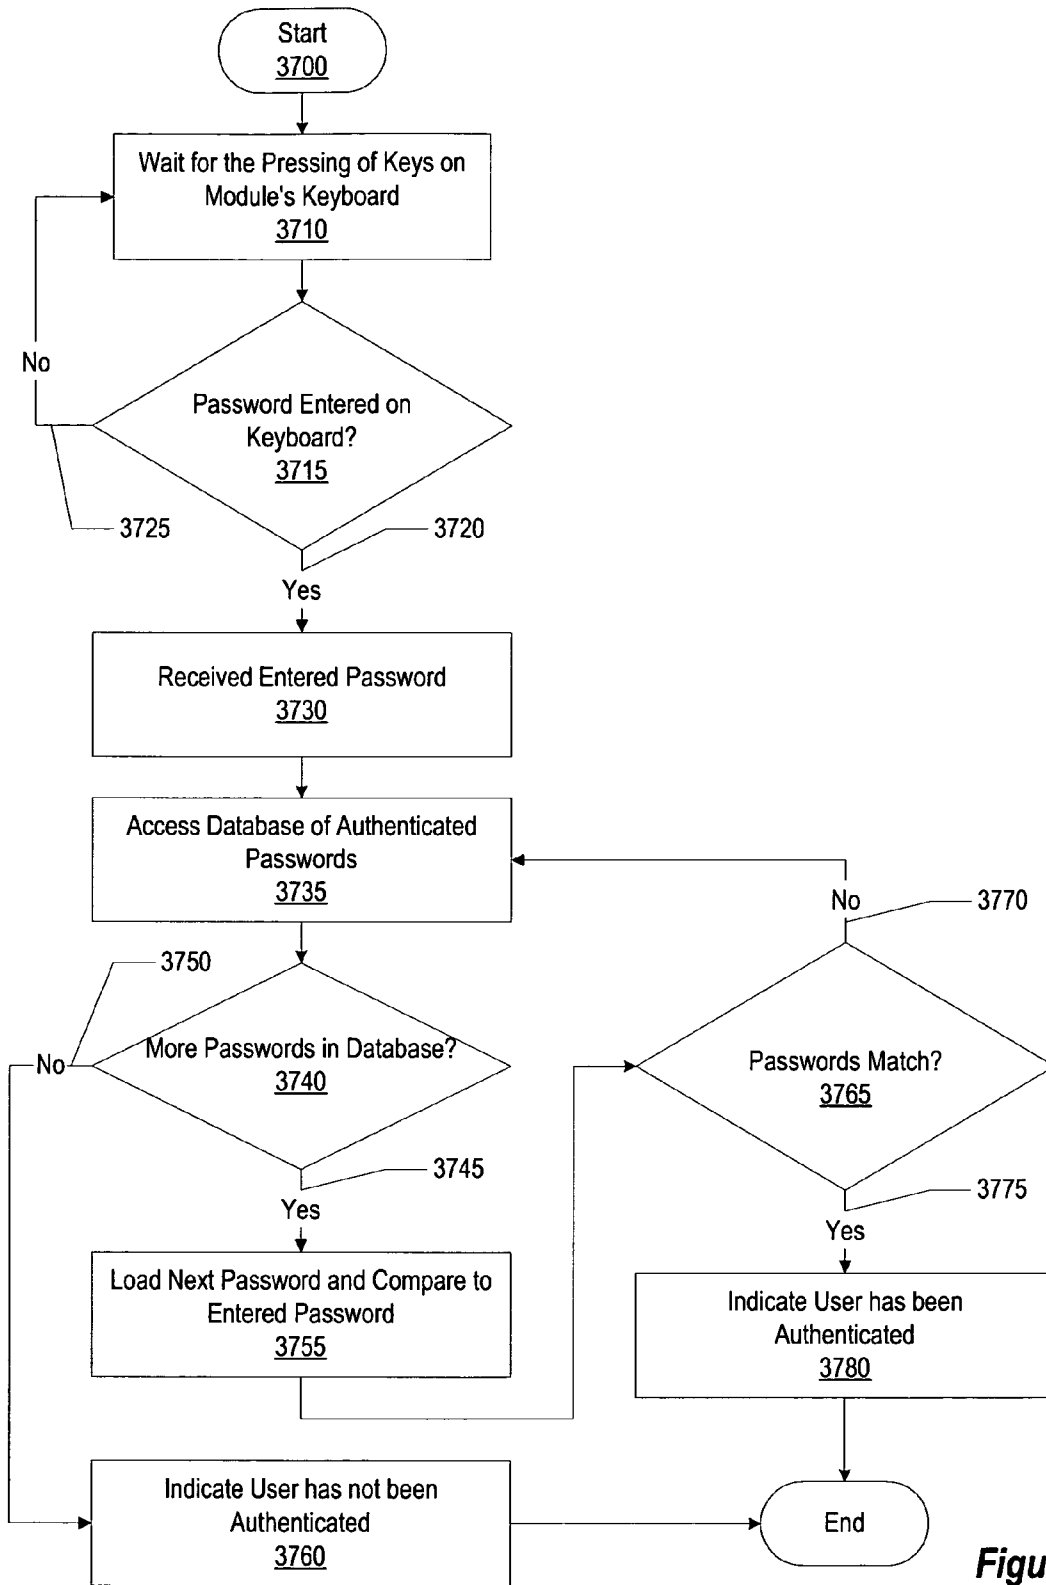 Start
3700
Wait for the Pressing of Keys on
Module's Keyboard
3710
No
Password Entered on
Keyboard?
3715
3725
3720
Yes
Received Entered Password
3730
Access Database of Authenticated
Passwords
3735
No
3770
3750
More Passwords in Database?
3740
No
Passwords Match?
3765
3745
Yes
3775
Yes
Load Next Password and Compare to
Entered Password
3755
Indicate User has been
Authenticated
3780
Indicate User has not been
Authenticated
3760
End
Figu